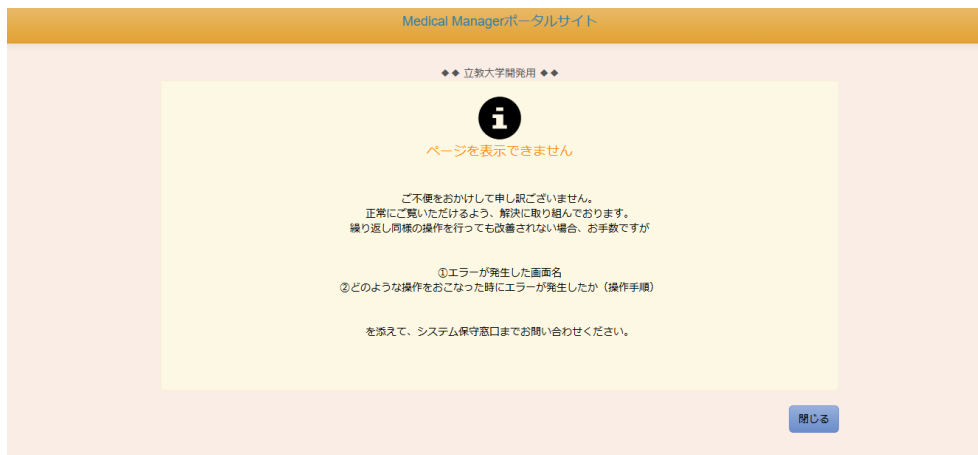 Medical Managerポータルサイト
◆◆ 立教大学開発用 ◆◆
ページを表示できません
ご不便をおかけして申し訳ございません。
正常にご覧いただけるよう、解決に取り組んでおります。
繰り返し同様の操作を行っても改善されない場合、お手数ですが
①エラーが発生した画面名
②どのような操作をおこなった時にエラーが発生したか（操作手順）
を添えて、システム保守窓口までお問い合わせください。
閉じる